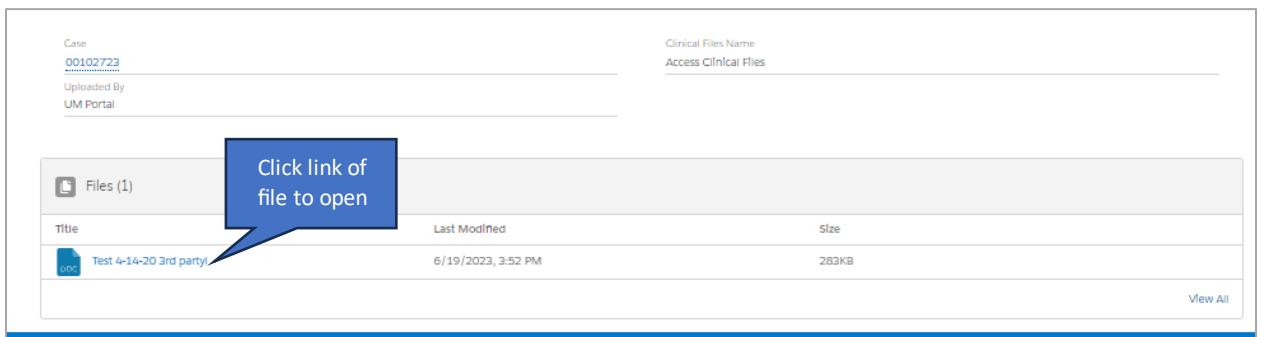 Case
00102723
Clinical Files Name
Access Clinical Files
Uploaded By
UM Portal
Click link of
file to open
Files (1)
Title
Last Modified
Size
DOC
Test 4-14-20 3rd party!
6/19/2023, 3:52 PM
283KB
View All